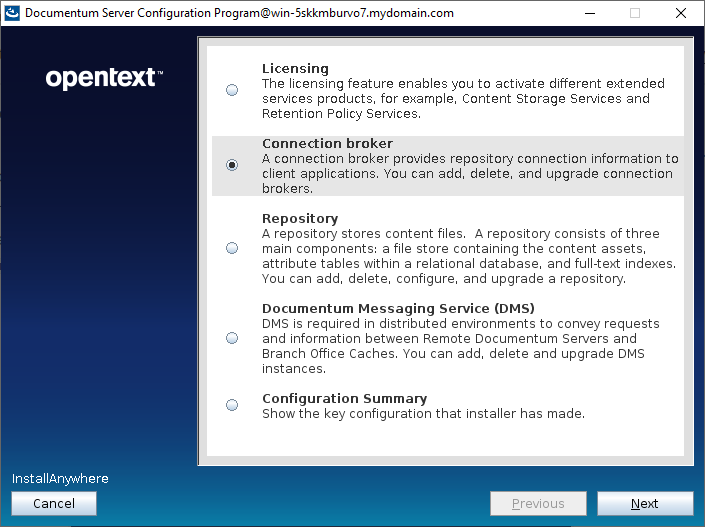 Documentum Server Configuration Program@win-5skkmburvo7.mydomain.com
opentext™
Licensing
The licensing feature enables you to activate different extended
services products, for example, Content Storage Services and
Retention Policy Services.
Connection broker
A connection broker provides repository connection information to
client applications. You can add, delete, and upgrade connection
brokers.
Repository
A repository stores content files.  A repository consists of three
main components: a file store containing the content assets,
attribute tables within a relational database, and full-text indexes.
You can add, delete, configure, and upgrade a repository.
Documentum Messaging Service (DMS)
DMS is required in distributed environments to convey requests
and information between Remote Documentum Servers and
Branch Office Caches. You can add, delete and upgrade DMS
instances.
Configuration Summary
Show the key configuration that installer has made.
InstallAnywhere
Cancel
Previous
Next